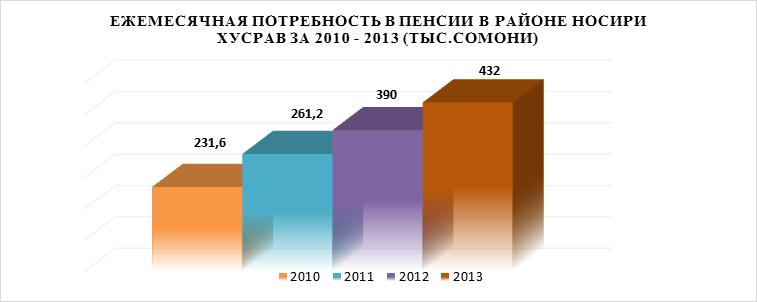 ЕЖЕМЕСЯЧНАЯ ПОТРЕБНОСТЬ В ПЕНСИИ В РАЙОНЕ НОСИРИ
ХУСРАВ ЗА 2010 - 2013 (ТЫС.СОМОНИ)
432
390
261,2
231,6
2010 2011 2012 2013